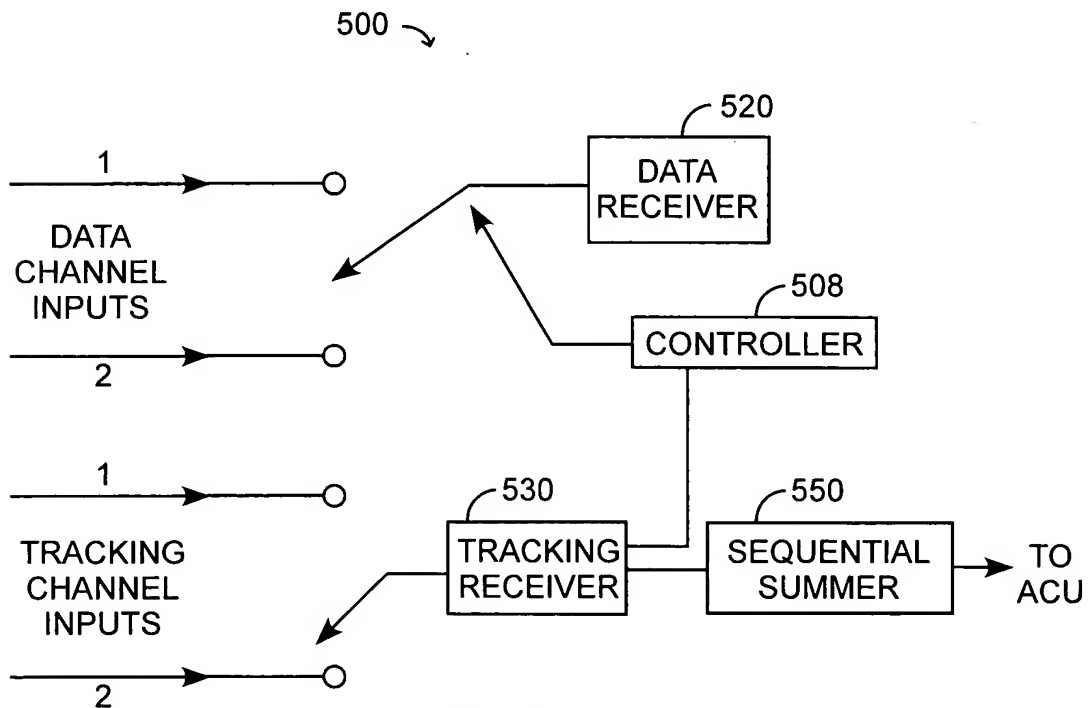 500
520
1
DATA
RECEIVER
DATA
CHANNEL
INPUTS
508
CONTROLLER
2
1
530
550
TRACKING
CHANNEL
INPUTS
TRACKING
RECEIVER
SEQUENTIAL
SUMMER
TO
ACU
2